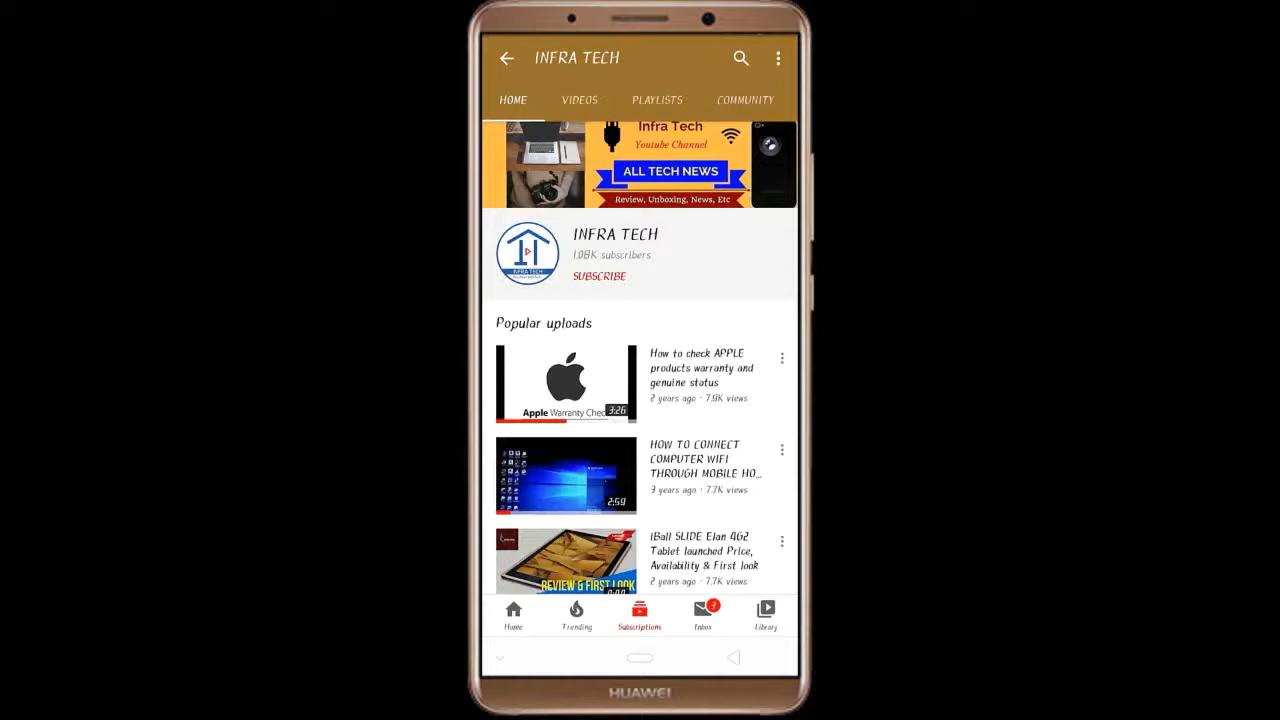 INFRA TECH
HOME VIDEOS PLAYLISTS COMMUNITY
Infra Tech
Youtube Channel
ALL TECH NEWS
Review, Unboxing, News, Etc
INFRA TECH
1.08K subscribers
SUBSCRIBE
INFRA TECH
Popular uploads
How to check APPLE
products warranty and
genuine status
2 years ago · 7.9K views
Apple Warranty Chec
3:26
HOW TO CONNECT
COMPUTER WIFI
THROUGH MOBILE HO...
3 years ago · 7.7K views
2:59
iBall SLIDE Elan 4G2
Tablet launched Price,
Availability & First look
2 years ago · 7.7K views
REVIEW & FIRST LOOK
3
Home Trending Subscriptions Inbox Library
HUAWEI